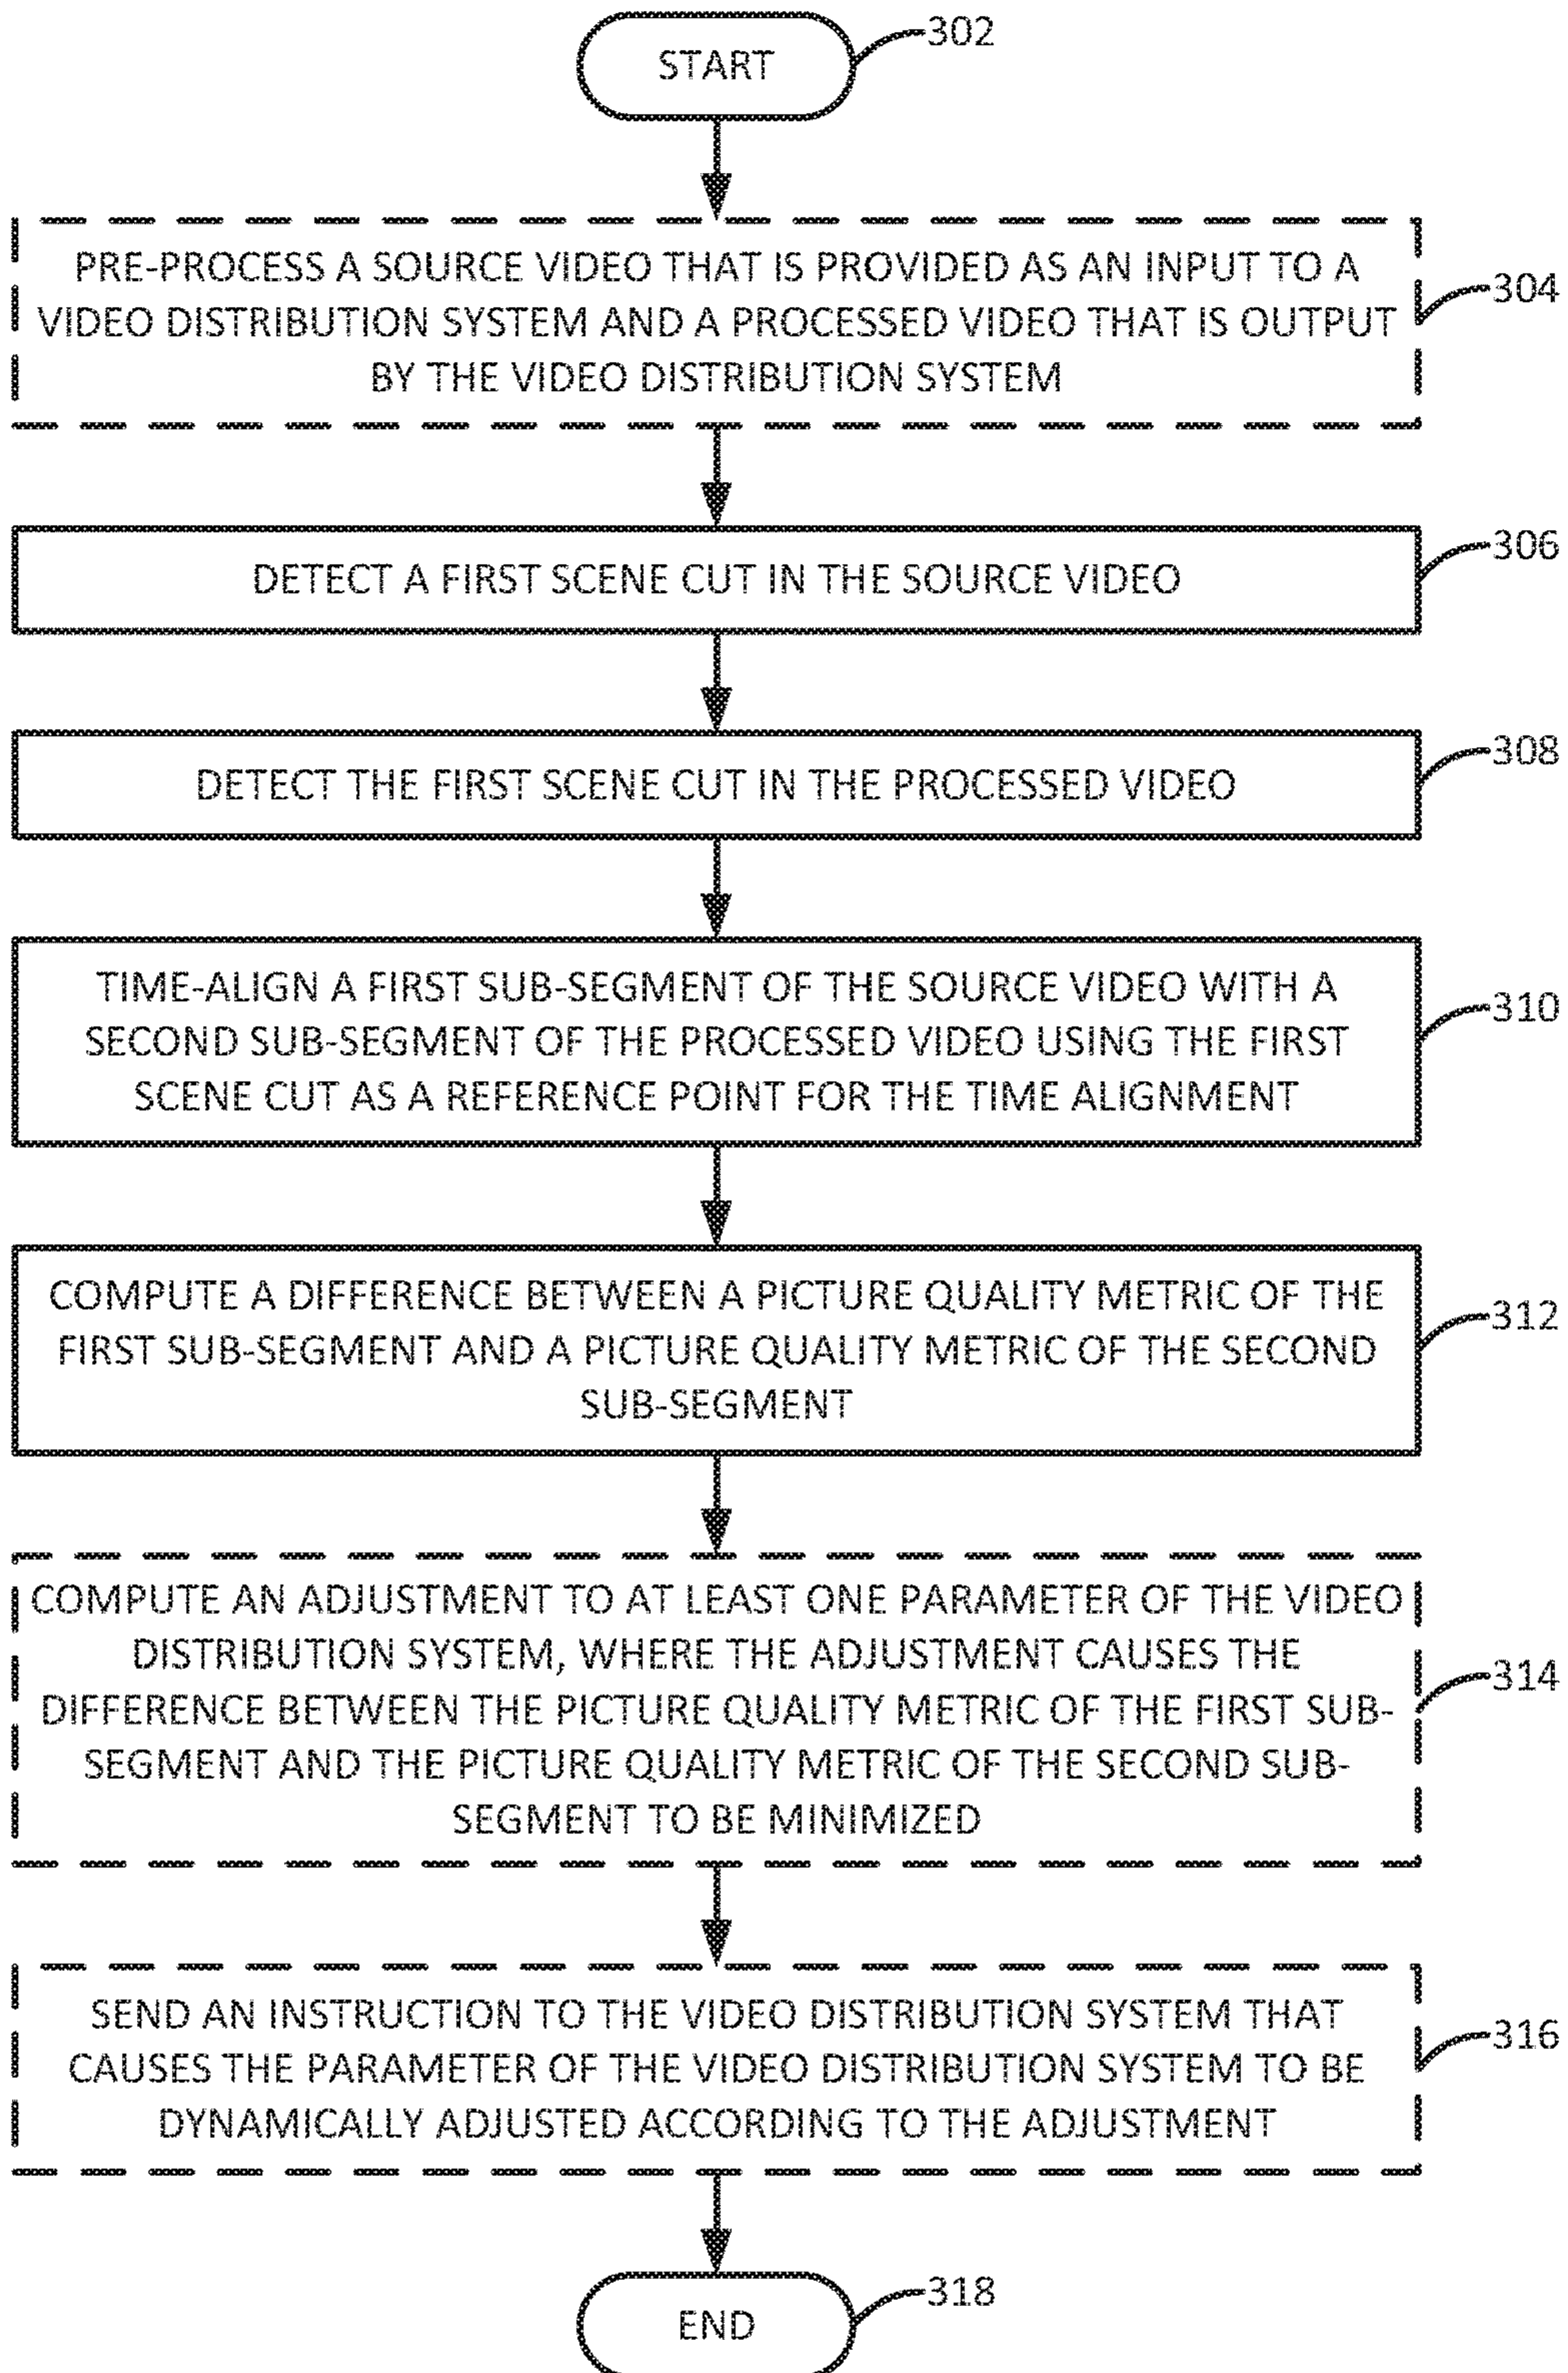 START
302
PRE-PROCESS A SOURCE VIDEO THAT IS PROVIDED AS AN INPUT TO A
VIDEO DISTRIBUTION SYSTEM AND A PROCESSED VIDEO THAT IS OUTPUT
BY THE VIDEO DISTRIBUTION SYSTEM
304
DETECT A FIRST SCENE CUT IN THE SOURCE VIDEO
306
DETECT THE FIRST SCENE CUT IN THE PROCESSED VIDEO
308
TIME-ALIGN A FIRST SUB-SEGMENT OF THE SOURCE VIDEO WITH A
SECOND SUB-SEGMENT OF THE PROCESSED VIDEO USING THE FIRST
SCENE CUT AS A REFERENCE POINT FOR THE TIME ALIGNMENT
310
COMPUTE A DIFFERENCE BETWEEN A PICTURE QUALITY METRIC OF THE
FIRST SUB-SEGMENT AND A PICTURE QUALITY METRIC OF THE SECOND
SUB-SEGMENT
312
COMPUTE AN ADJUSTMENT TO AT LEAST ONE PARAMETER OF THE VIDEO
DISTRIBUTION SYSTEM, WHERE THE ADJUSTMENT CAUSES THE
DIFFERENCE BETWEEN THE PICTURE QUALITY METRIC OF THE FIRST SUB-
SEGMENT AND THE PICTURE QUALITY METRIC OF THE SECOND SUB-
SEGMENT TO BE MINIMIZED
314
SEND AN INSTRUCTION TO THE VIDEO DISTRIBUTION SYSTEM THAT
CAUSES THE PARAMETER OF THE VIDEO DISTRIBUTION SYSTEM TO BE
DYNAMICALLY ADJUSTED ACCORDING TO THE ADJUSTMENT
316
END
318